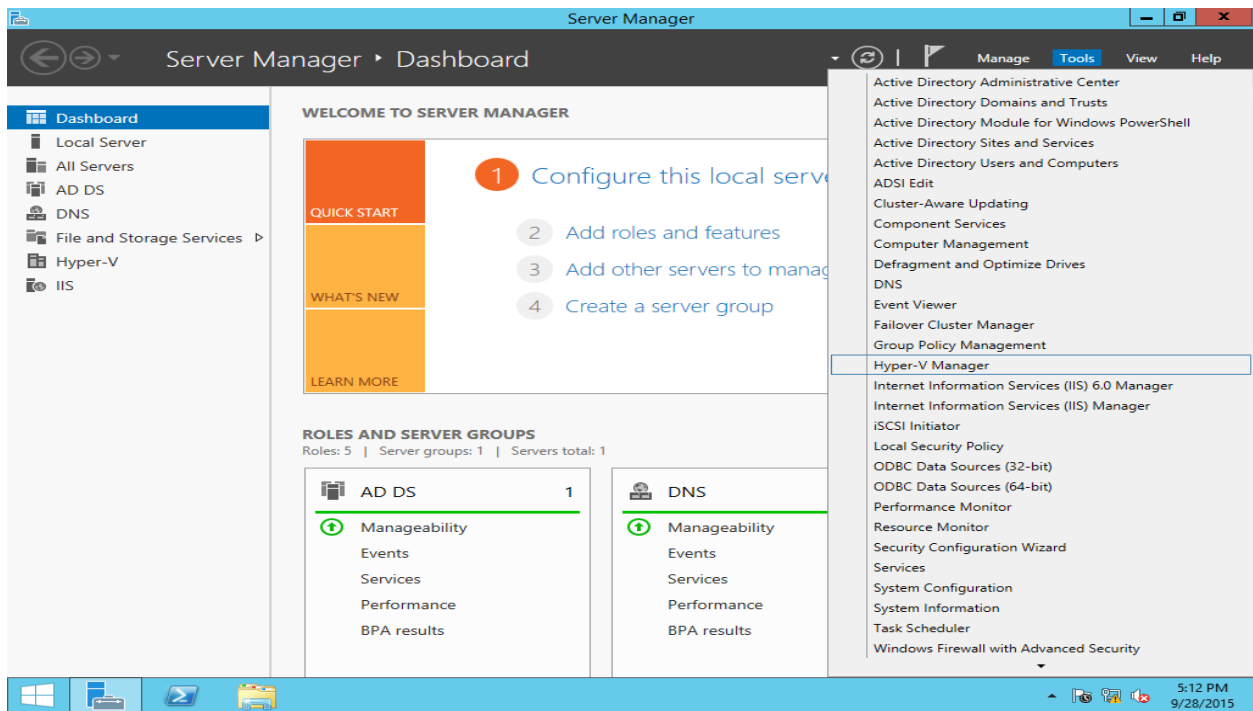 Server Manager
Server Manager ‣ Dashboard
Manage Tools View Help
Dashboard
Local Server
All Servers
AD DS
DNS
File and Storage Services
Hyper-V
IIS
WELCOME TO SERVER MANAGER
QUICK START
WHAT'S NEW
LEARN MORE
1 Configure this local serve
2 Add roles and features
3 Add other servers to manag
4 Create a server group
ROLES AND SERVER GROUPS
Roles: 5 | Server groups: 1 | Servers total: 1
AD DS 1
Manageability
Events
Services
Performance
BPA results
DNS
Manageability
Events
Services
Performance
BPA results
Active Directory Administrative Center
Active Directory Domains and Trusts
Active Directory Module for Windows PowerShell
Active Directory Sites and Services
Active Directory Users and Computers
ADSI Edit
Cluster-Aware Updating
Component Services
Computer Management
Defragment and Optimize Drives
DNS
Event Viewer
Failover Cluster Manager
Group Policy Management
Hyper-V Manager
Internet Information Services (IIS) 6.0 Manager
Internet Information Services (IIS) Manager
iSCSI Initiator
Local Security Policy
ODBC Data Sources (32-bit)
ODBC Data Sources (64-bit)
Performance Monitor
Resource Monitor
Security Configuration Wizard
Services
System Configuration
System Information
Task Scheduler
Windows Firewall with Advanced Security
5:12 PM
9/28/2015